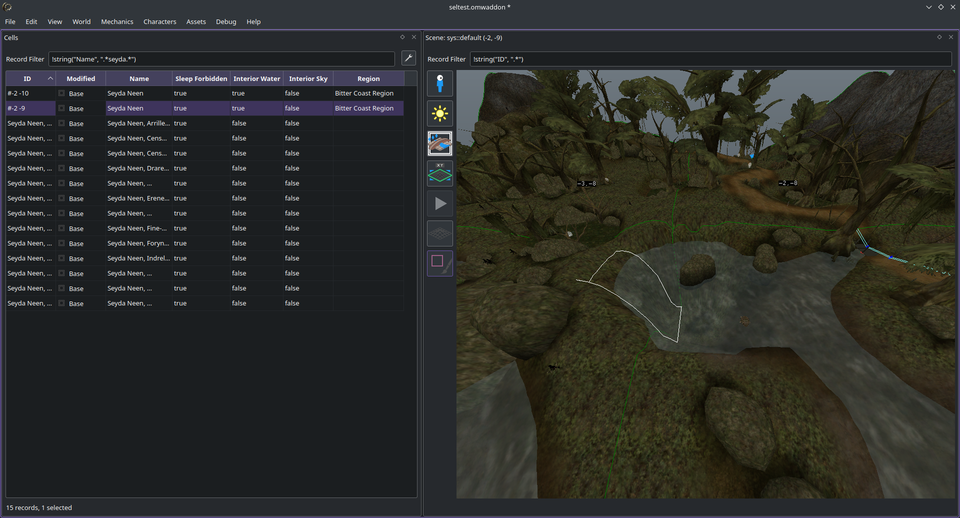 seltest.omwaddon *
File Edit View World Mechanics Characters Assets Debug Help
Cells
Record Filter !string("Name", ".*seyda.*")
ID Modified Name Sleep Forbidden Interior Water Interior Sky Region
#-2 -10 Base Seyda Neen true true false Bitter Coast Region
#-2 -9 Base Seyda Neen true true false Bitter Coast Region
Seyda Neen, ... Base Seyda Neen, Arrille... true false false
Seyda Neen, ... Base Seyda Neen, Cens... true false false
Seyda Neen, ... Base Seyda Neen, Cens... true false false
Seyda Neen, ... Base Seyda Neen, Drare... true false false
Seyda Neen, ... Base Seyda Neen, ... true false false
Seyda Neen, ... Base Seyda Neen, Erene... true false false
Seyda Neen, ... Base Seyda Neen, ... true false false
Seyda Neen, ... Base Seyda Neen, Fine-... true false false
Seyda Neen, ... Base Seyda Neen, Foryn... true false false
Seyda Neen, ... Base Seyda Neen, Indrel... true false false
Seyda Neen, ... Base Seyda Neen, ... true false false
Seyda Neen, ... Base Seyda Neen, ... true false false
Seyda Neen, ... Base Seyda Neen, ... true false false
15 records, 1 selected
Scene: sys::default (-2, -9)
Record Filter !string("ID", ".*")
-3, -8
-2, -8